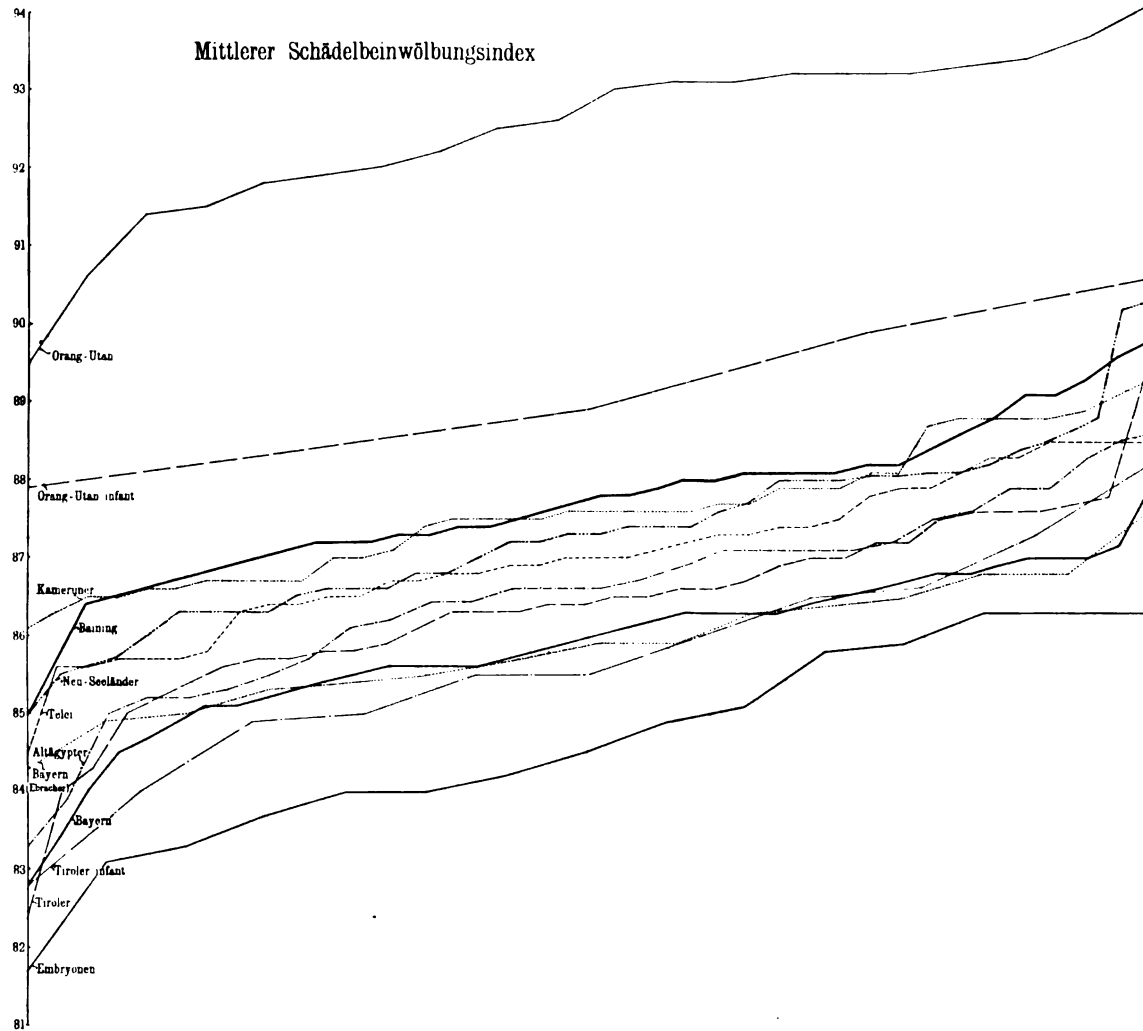 94
Mittlerer Schädelbeinwölbungsindex
93
92
91
90
Orang-Utan
89
88
Orang-Utan infant
87
Kameruner
86
Baining
Neu-Seeländer
85
Telei
Altägypter
Bayern
(Ebracher)
84
Bayern
83
Tiroler infant
Tiroler
82
Embryonen
81